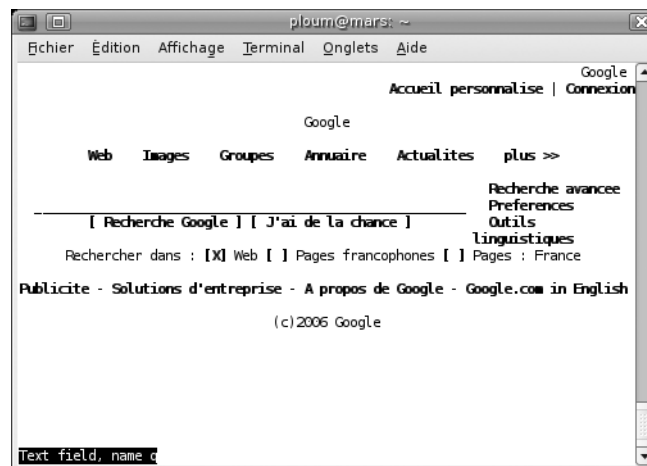 ploum@mars: ~
Fichier Édition Affichage Terminal Onglets Aide
Google
Accueil personnalise | Connexion
Google
Web Images Groupes Annuaire Actualites plus >>
Recherche avancee
Preferences
[ Recherche Google ] [ J'ai de la chance ] Outils
linguistiques
Rechercher dans : [X] Web [ ] Pages francophones [ ] Pages : France
Publicite - Solutions d'entreprise - A propos de Google - Google.com in English
(c)2006 Google
Text field, name q